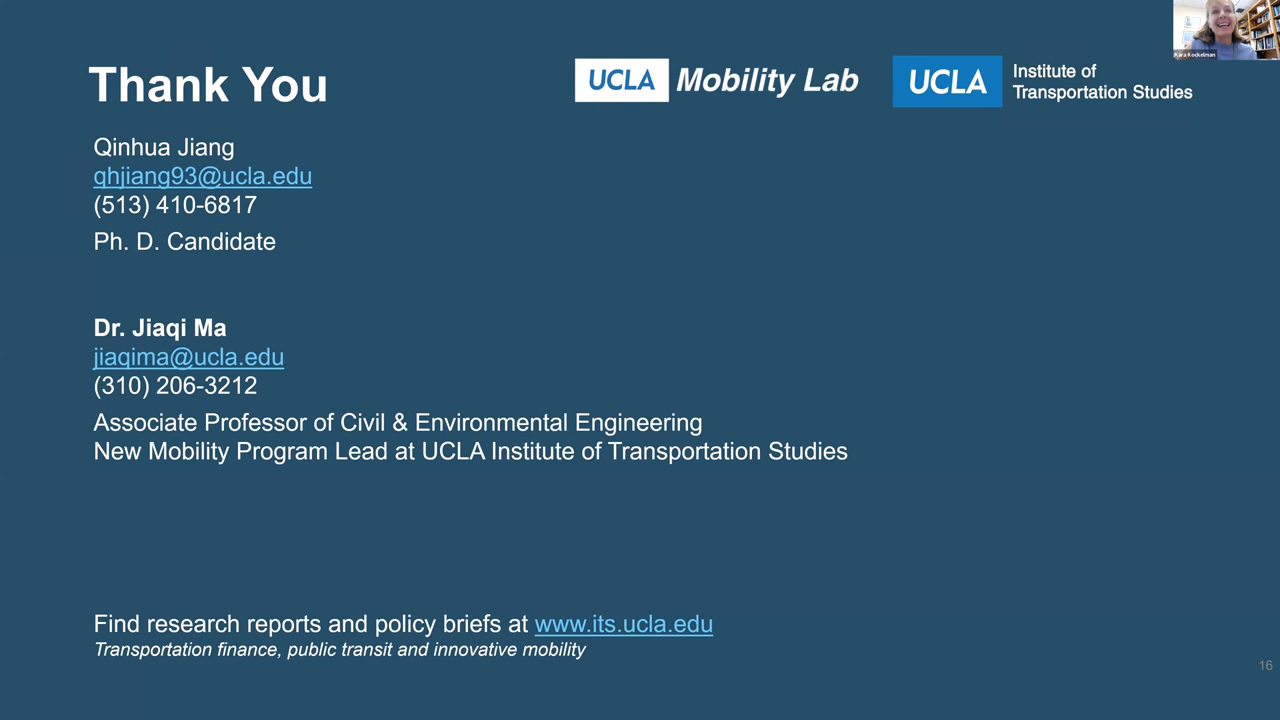 Kara Kockelman
Thank You
UCLA Mobility Lab
UCLA Institute of
Transportation Studies
Qinhua Jiang
qhjiang93@ucla.edu
(513) 410-6817
Ph. D. Candidate
Dr. Jiaqi Ma
jiaqima@ucla.edu
(310) 206-3212
Associate Professor of Civil & Environmental Engineering
New Mobility Program Lead at UCLA Institute of Transportation Studies
Find research reports and policy briefs at www.its.ucla.edu
Transportation finance, public transit and innovative mobility
16